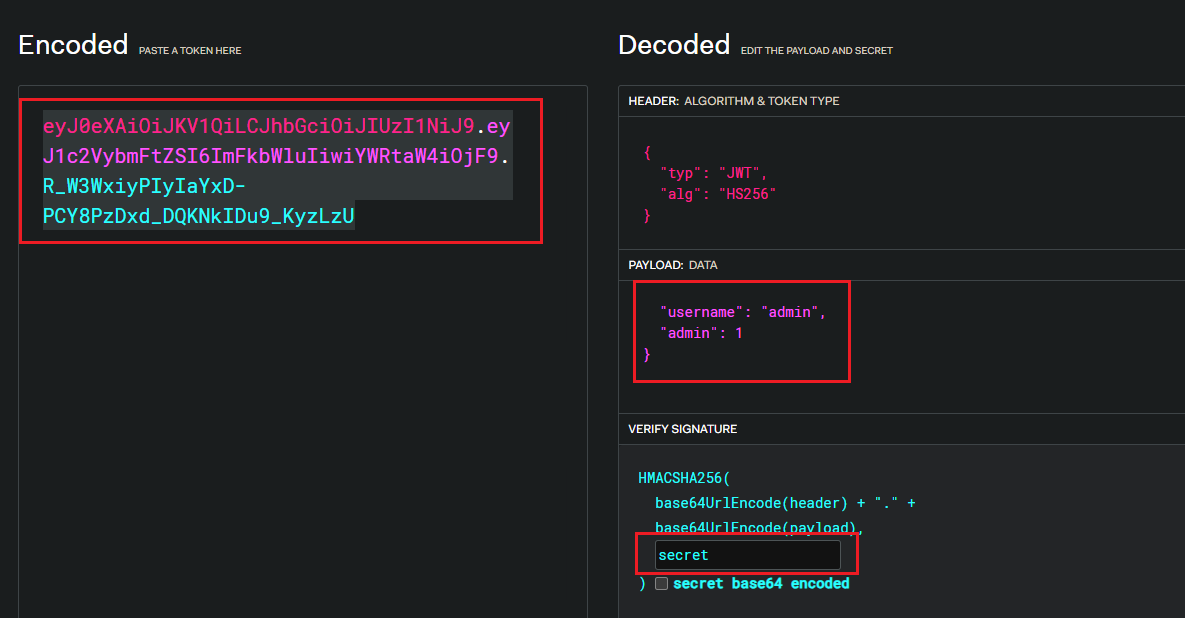 Encoded PASTE A TOKEN HERE
eyJ0eXAiOiJKV1QiLCJhbGciOiJIUzI1NiJ9.ey
J1c2VybmFtZSI6ImFkbWluIiwiYWRtaW4iOjF9.
R_W3WxiyPIyIaYxD-
PCY8PzDxd_DQKNkIDu9_KyzLzU
Decoded EDIT THE PAYLOAD AND SECRET
HEADER: ALGORITHM & TOKEN TYPE
{
"typ": "JWT",
"alg": "HS256"
}
PAYLOAD: DATA
"username": "admin",
"admin": 1
}
VERIFY SIGNATURE
HMACSHA256(
base64UrlEncode(header) + "." +
base64UrlEncode(payload),
secret
) secret base64 encoded